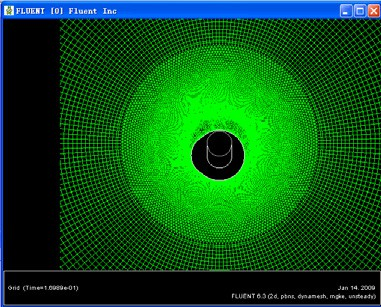 FLUENT [0] Fluent Inc
Grid (Time=1.6989e-01)
Jan 14, 2009
FLUENT 6.3 (2d, pbns, dynamesh, rngke, unsteady)